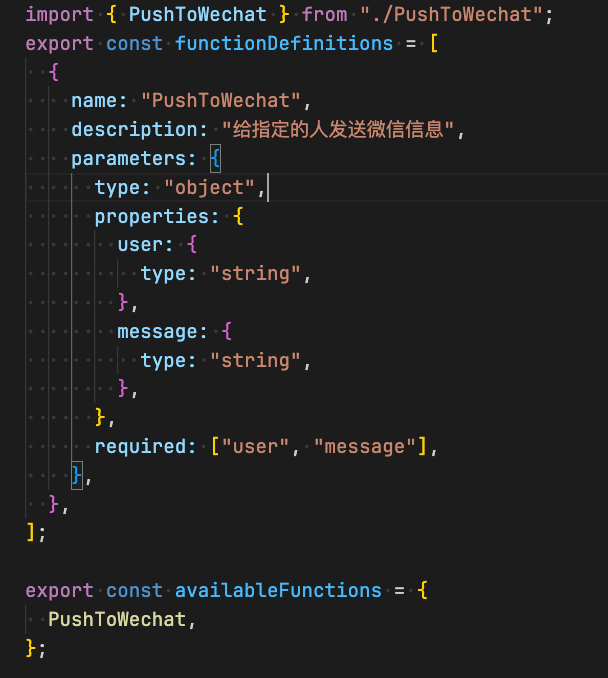 import { PushToWechat } from "./PushToWechat";
export const functionDefinitions = [
  {
    name: "PushToWechat",
    description: "给指定的人发送微信信息",
    parameters: {
      type: "object",
      properties: {
        user: {
          type: "string",
        },
        message: {
          type: "string",
        },
      },
      required: ["user", "message"],
    },
  },
];

export const availableFunctions = {
  PushToWechat,
};